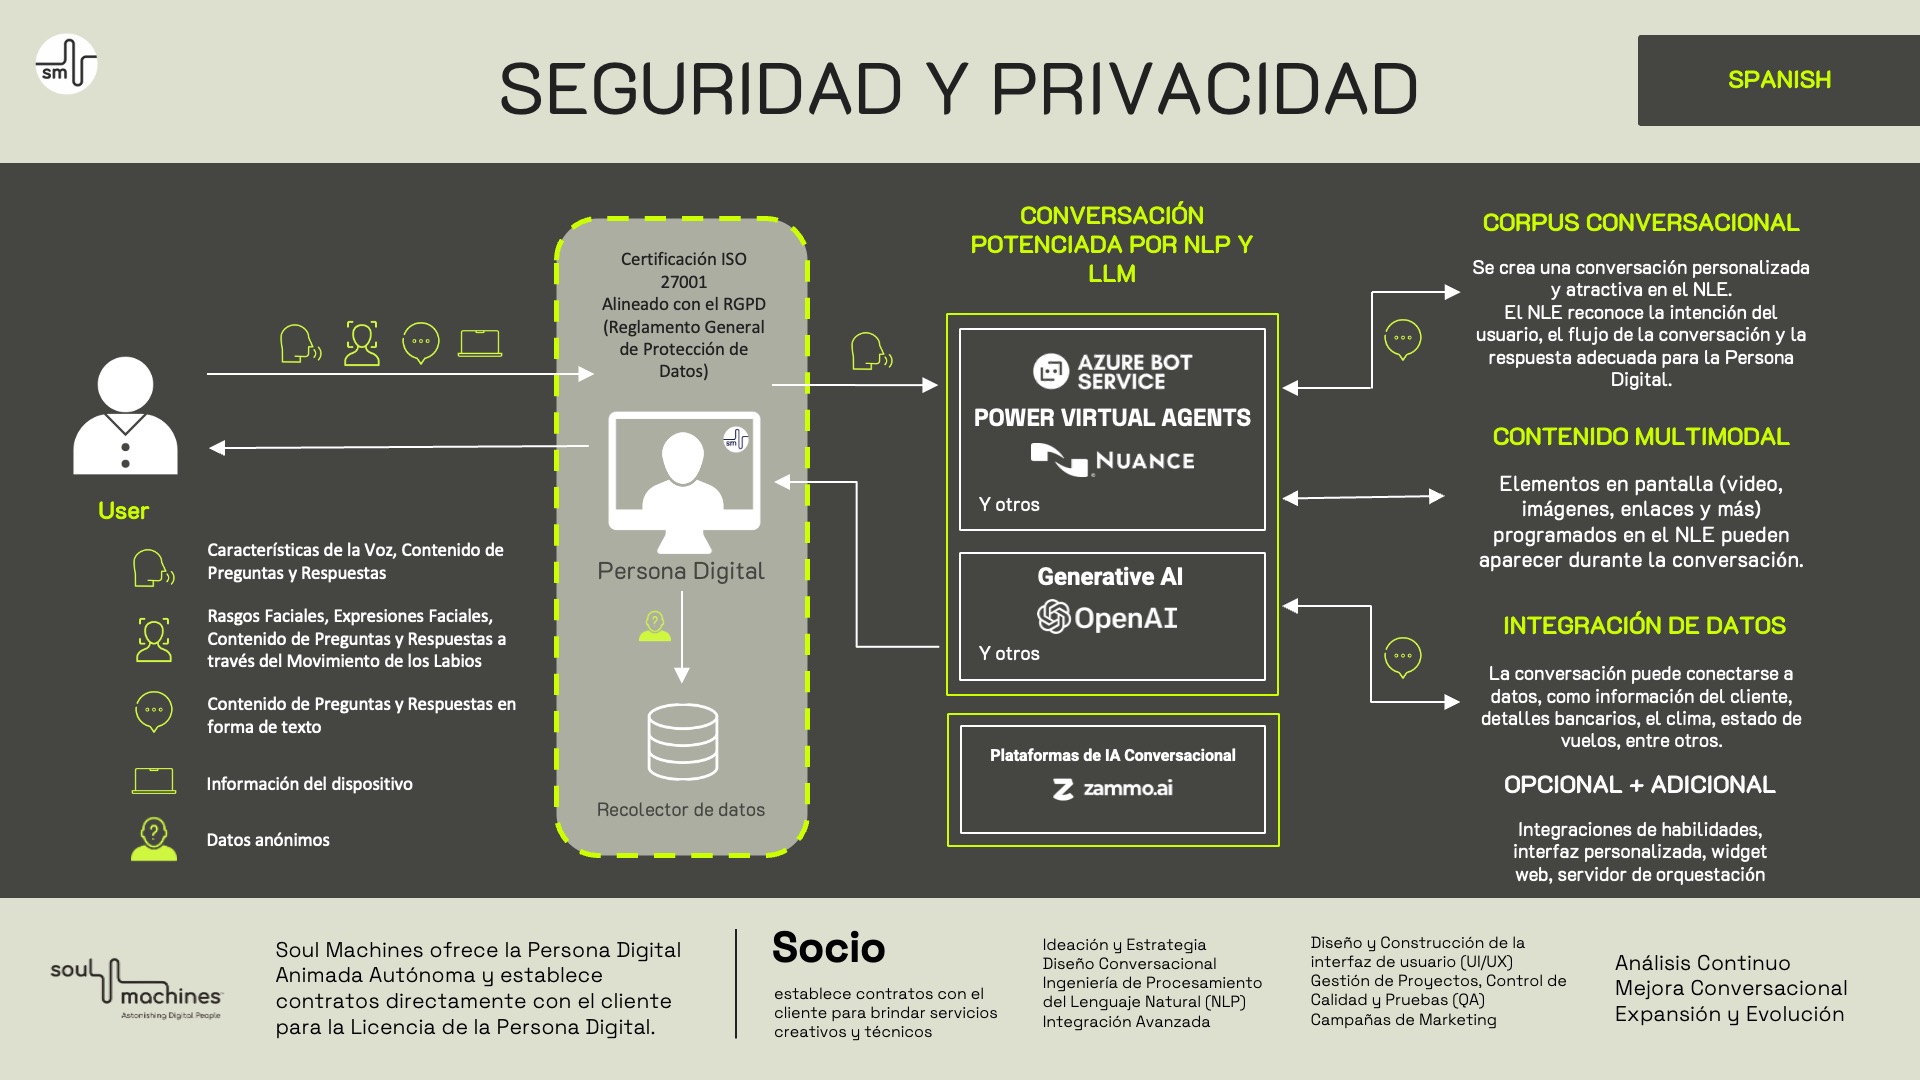 sm
SEGURIDAD Y PRIVACIDAD
SPANISH
User
Características de la Voz, Contenido de
Preguntas y Respuestas
Rasgos Faciales, Expresiones Faciales,
Contenido de Preguntas y Respuestas a
través del Movimiento de los Labios
Contenido de Preguntas y Respuestas en
forma de texto
Información del dispositivo
?
Datos anónimos
Certificación ISO
27001
Alineado con el RGPD
(Reglamento General
de Protección de
Datos)
sm
Persona Digital
?
Recolector de datos
CONVERSACIÓN
POTENCIADA POR NLP Y
LLM
AZURE BOT
SERVICE
POWER VIRTUAL AGENTS
NUANCE
Y otros
Generative AI
OpenAI
Y otros
Plataformas de IA Conversacional
zammo.ai
CORPUS CONVERSACIONAL
Se crea una conversación personalizada
y atractiva en el NLE.
El NLE reconoce la intención del
usuario, el flujo de la conversación y la
respuesta adecuada para la Persona
Digital.
CONTENIDO MULTIMODAL
Elementos en pantalla (video,
imágenes, enlaces y más)
programados en el NLE pueden
aparecer durante la conversación.
INTEGRACIÓN DE DATOS
La conversación puede conectarse a
datos, como información del cliente,
detalles bancarios, el clima, estado de
vuelos, entre otros.
OPCIONAL + ADICIONAL
Integraciones de habilidades,
interfaz personalizada, widget
web, servidor de orquestación
soul machines
Astonishing Digital People
Soul Machines ofrece la Persona Digital
Animada Autónoma y establece
contratos directamente con el cliente
para la Licencia de la Persona Digital.
Socio
establece contratos con el
cliente para brindar servicios
creativos y técnicos
Ideación y Estrategia
Diseño Conversacional
Ingeniería de Procesamiento
del Lenguaje Natural (NLP)
Integración Avanzada
Diseño y Construcción de la
interfaz de usuario (UI/UX)
Gestión de Proyectos, Control de
Calidad y Pruebas (QA)
Campañas de Marketing
Análisis Continuo
Mejora Conversacional
Expansión y Evolución